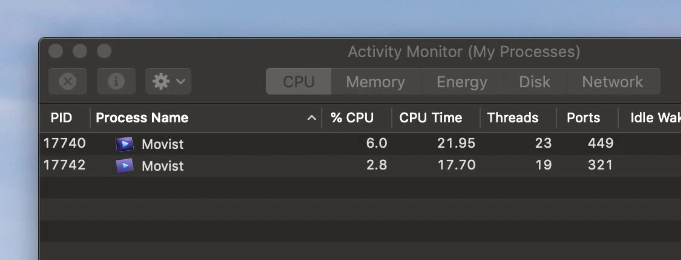 Activity Monitor (My Processes)
CPU Memory Energy Disk Network
PID Process Name % CPU CPU Time Threads Ports Idle
17740 Movist 6.0 21.95 23 449
17742 Movist 2.8 17.70 19 321